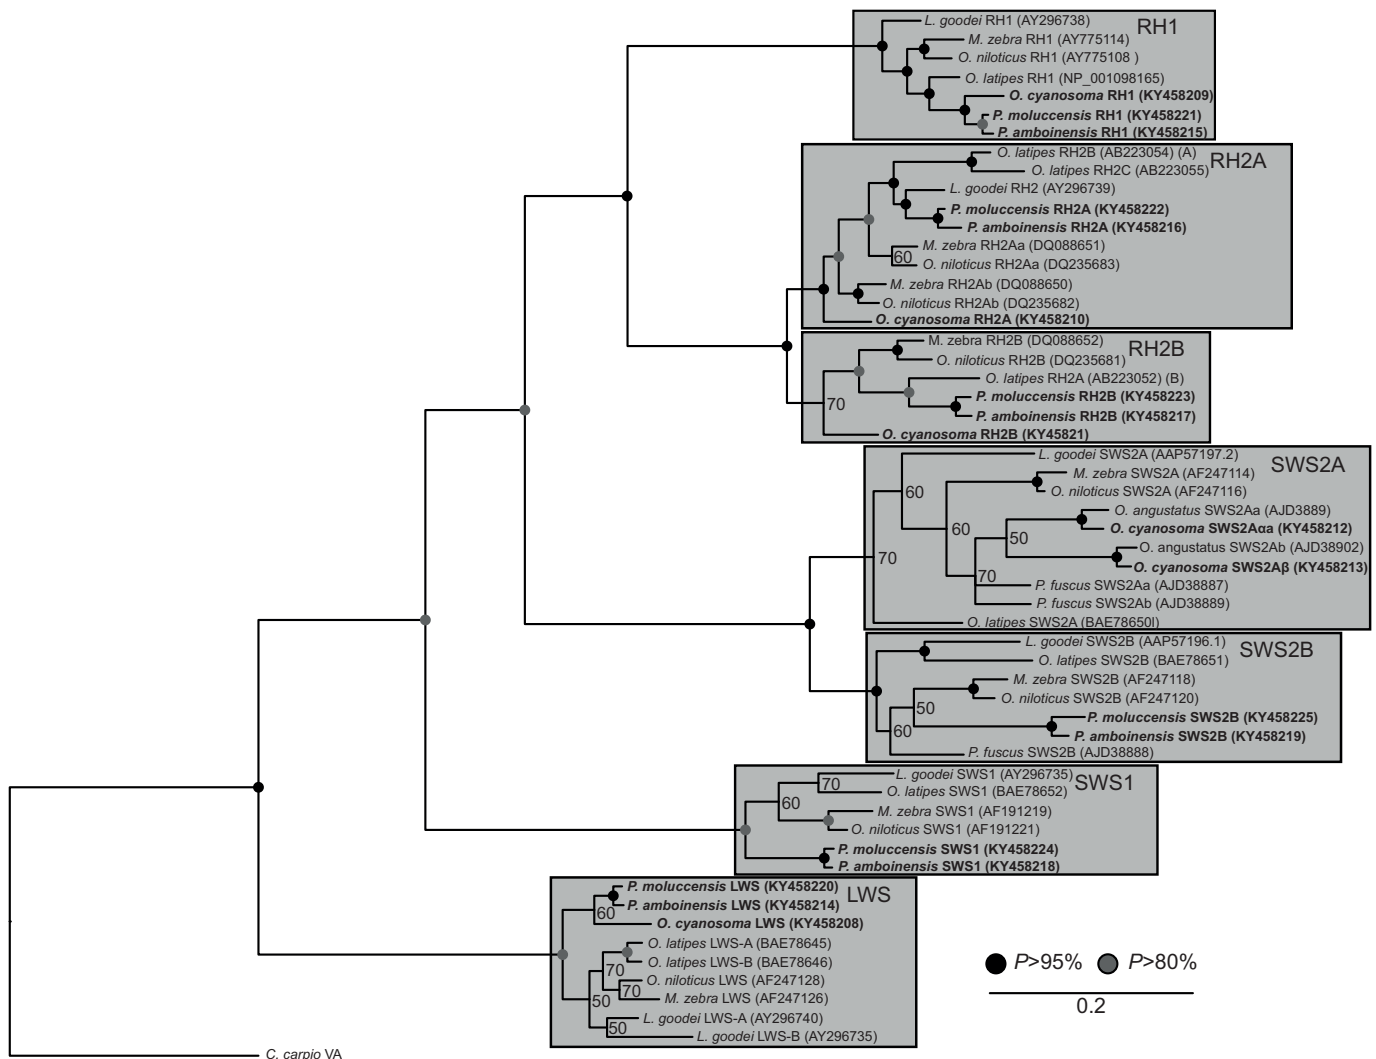 L. goodei RH1 (AY296738)
RH1
M. zebra RH1 (AY775114)
O. niloticus RH1 (AY775108 )
O. latipes RH1 (NP_001098165)
O. cyanosoma RH1 (KY458209)
P. moluccensis RH1 (KY458221)
P. amboinensis RH1 (KY458215)
O. latipes RH2B (AB223054) (A)
RH2A
O. latipes RH2C (AB223055)
L. goodei RH2 (AY296739)
P. moluccensis RH2A (KY458222)
P. amboinensis RH2A (KY458216)
M. zebra RH2Aa (DQ088651)
60
O. niloticus RH2Aa (DQ235683)
M. zebra RH2Ab (DQ088650)
O. niloticus RH2Ab (DQ235682)
O. cyanosoma RH2A (KY458210)
M. zebra RH2B (DQ088652)
RH2B
O. niloticus RH2B (DQ235681)
O. latipes RH2A (AB223052) (B)
P. moluccensis RH2B (KY458223)
70
P. amboinensis RH2B (KY458217)
O. cyanosoma RH2B (KY45821)
L. goodei SWS2A (AAP57197.2)
SWS2A
M. zebra SWS2A (AF247114)
60
O. niloticus SWS2A (AF247116)
O. angustatus SWS2Aa (AJD3889)
60
O. cyanosoma SWS2Aαa (KY458212)
50
O. angustatus SWS2Ab (AJD38902)
70
O. cyanosoma SWS2Aβ (KY458213)
70
P. fuscus SWS2Aa (AJD38887)
P. fuscus SWS2Ab (AJD38889)
O. latipes SWS2A (BAE78650l)
L. goodei SWS2B (AAP57196.1)
SWS2B
O. latipes SWS2B (BAE78651)
M. zebra SWS2B (AF247118)
O. niloticus SWS2B (AF247120)
50
P. moluccensis SWS2B (KY458225)
60
P. amboinensis SWS2B (KY458219)
P. fuscus SWS2B (AJD38888)
L. goodei SWS1 (AY296735)
SWS1
70
O. latipes SWS1 (BAE78652)
60
M. zebra SWS1 (AF191219)
O. niloticus SWS1 (AF191221)
P. moluccensis SWS1 (KY458224)
P. amboinensis SWS1 (KY458218)
P. moluccensis LWS (KY458220)
LWS
P. amboinensis LWS (KY458214)
60
O. cyanosoma LWS (KY458208)
O. latipes LWS-A (BAE78645)
O. latipes LWS-B (BAE78646)
70
O. niloticus LWS (AF247128)
70
M. zebra LWS (AF247126)
50
L. goodei LWS-A (AY296740)
50
L. goodei LWS-B (AY296735)
P>95% P>80%
0.2
C. carpio VA